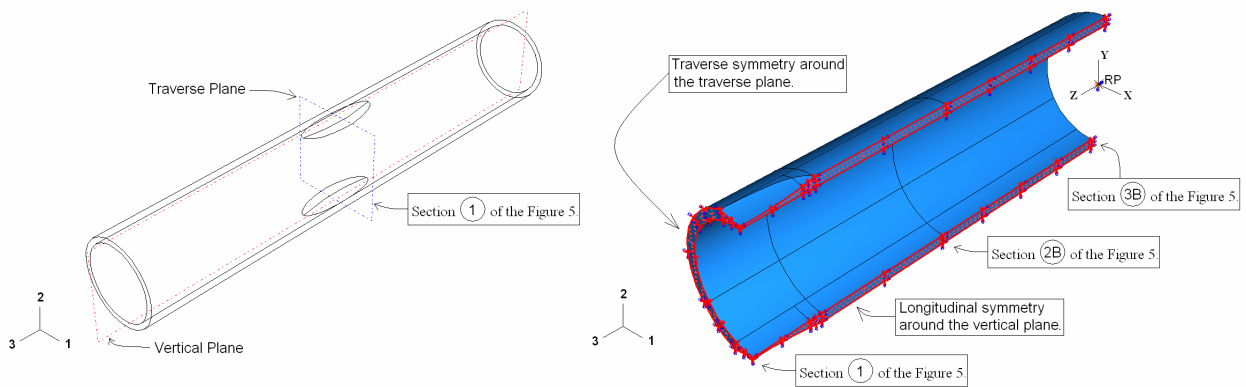 Traverse Plane
Section 1 of the Figure 5.
2
3
1
Vertical Plane
Traverse symmetry around
the traverse plane.
Y
RP
Z
X
Section 3B of the Figure 5.
Section 2B of the Figure 5.
Longitudinal symmetry
around the vertical plane.
2
3
1
Section 1 of the Figure 5.